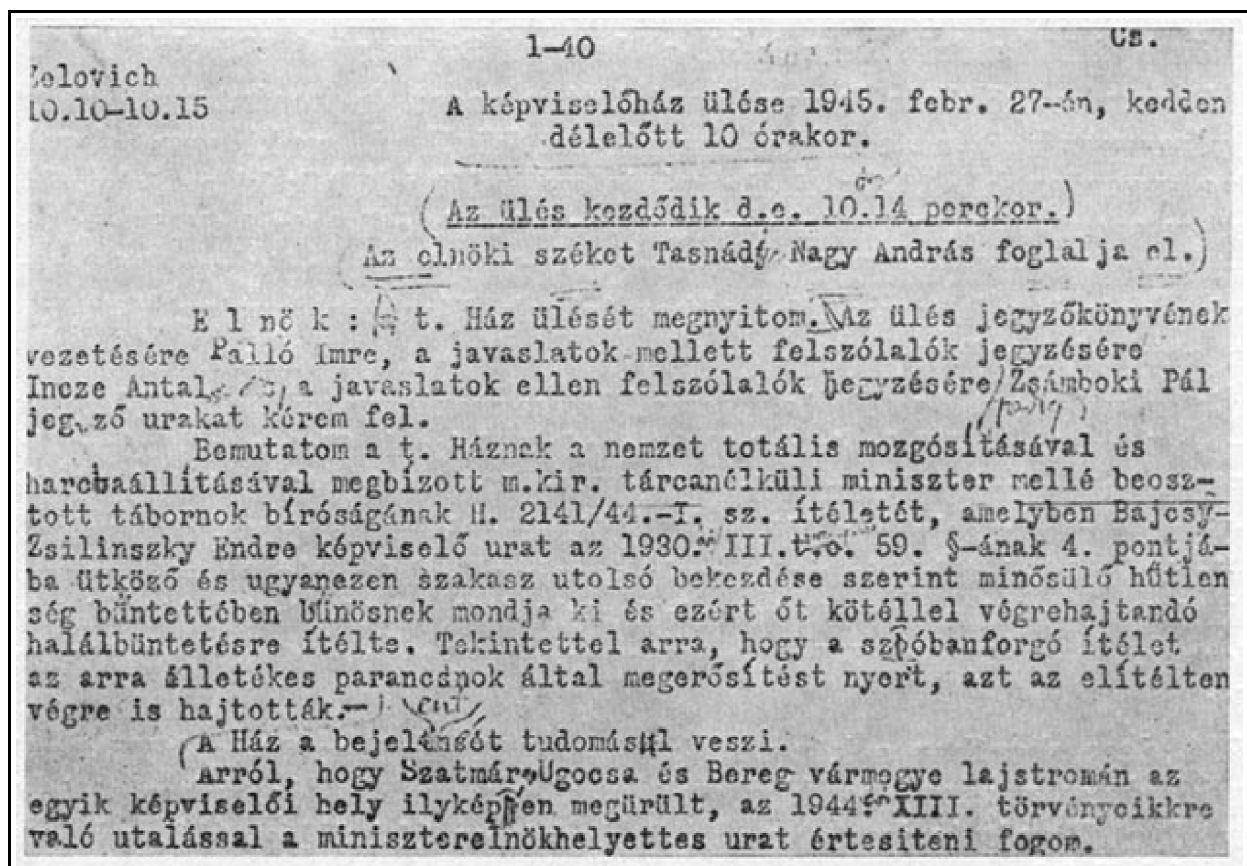 1-40 Cs.
Zelovich
10.10-10.15 A képviselőház ülése 1945. febr. 27-én, kedden
délelőtt 10 órakor.
(Az ülés kezdődik d.e. 10.14 perckor.)
(Az elnöki széket Tasnádi Nagy András foglalja el.)
E l n ö k : t. Ház ülését megnyitom. Az ülés jegyzőkönyvének
vezetésére Palló Imre, a javaslatok mellett felszólalók jegyzésére
Incze Antal, a javaslatok ellen felszólalók jegyzésére Zsámboki Pál
(pedig)
jegyző urakat kérem fel.
Bemutatom a t. Háznak a nemzet totális mozgósításával és
harcbaállításával megbízott m.kir. tárcanélküli miniszter mellé beosz-
tott tábornok bíróságának H. 2141/44.-I. sz. ítéletét, amelyben Bajcsy-
Zsilinszky Endre képviselő urat az 1930. III. t.c. 59. §-ának 4. pontjá-
ba ütköző és ugyanezen szakasz utolsó bekezdése szerint minősülő hűtlen
ség bűntettében bűnösnek mondja ki és ezért őt kötéllel végrehajtandó
halálbüntetésre ítélte. Tekintettel arra, hogy a szóbanforgó ítélet
az arra illetékes parancsnok által megerősítést nyert, azt az elítélten
végre is hajtották.-
(A Ház a bejelentését tudomásul veszi.
Arról, hogy Szatmár, Ugocsa és Bereg vármegye lajstromán az
egyik képviselői hely ilyképpen megürült, az 1944. XIII. törvénycikkre
való utalással a miniszterelnökhelyettes urat értesiteni fogom.